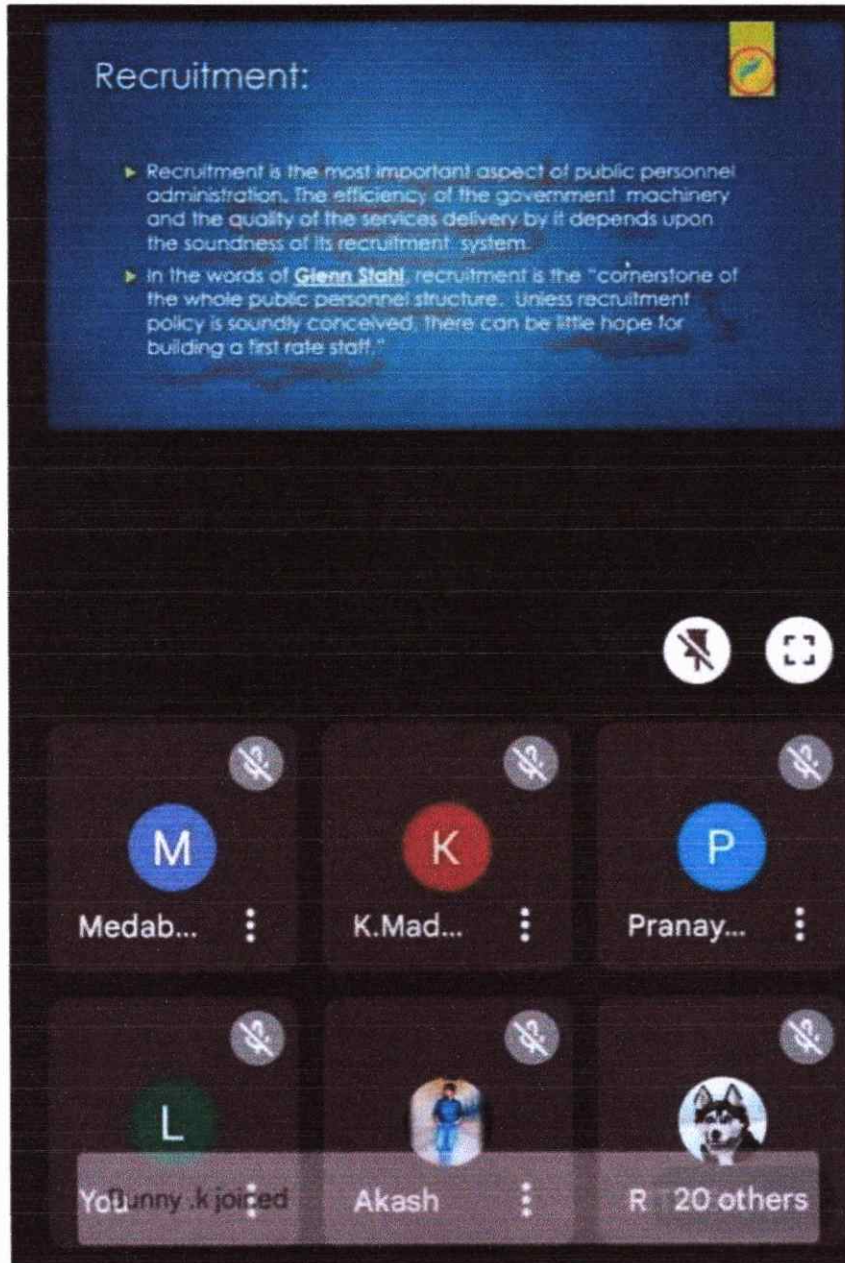 Recruitment:
Recruitment is the most important aspect of public personnel
administration. The efficiency of the government machinery
and the quality of the services delivery by it depends upon
the soundness of its recruitment system.
In the words of Glenn Stahl, recruitment is the "cornerstone of
the whole public personnel structure. Unless recruitment
policy is soundly conceived, there can be little hope for
building a first rate staff."
M
K
P
Medab...
K.Mad...
Pranay...
L
You
unny .k joined
Akash
R
20 others